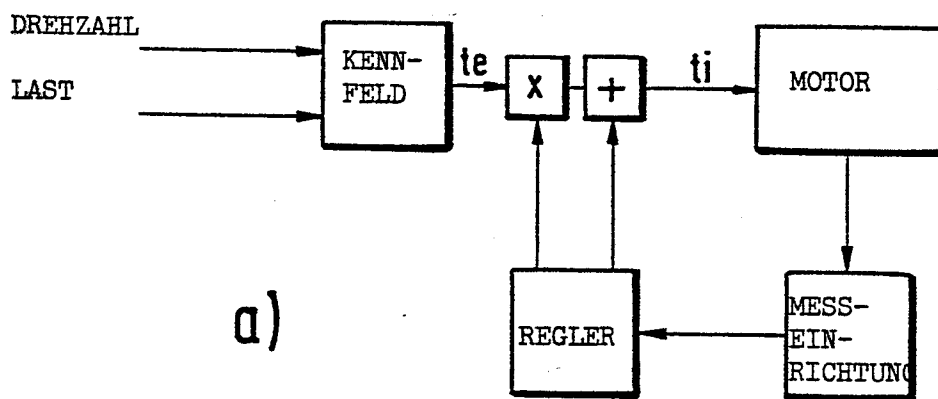 DREHZAHL
LAST
KENN-
FELD
te
x
+
ti
MOTOR
a)
REGLER
MESS-
EIN-
RICHTUNG